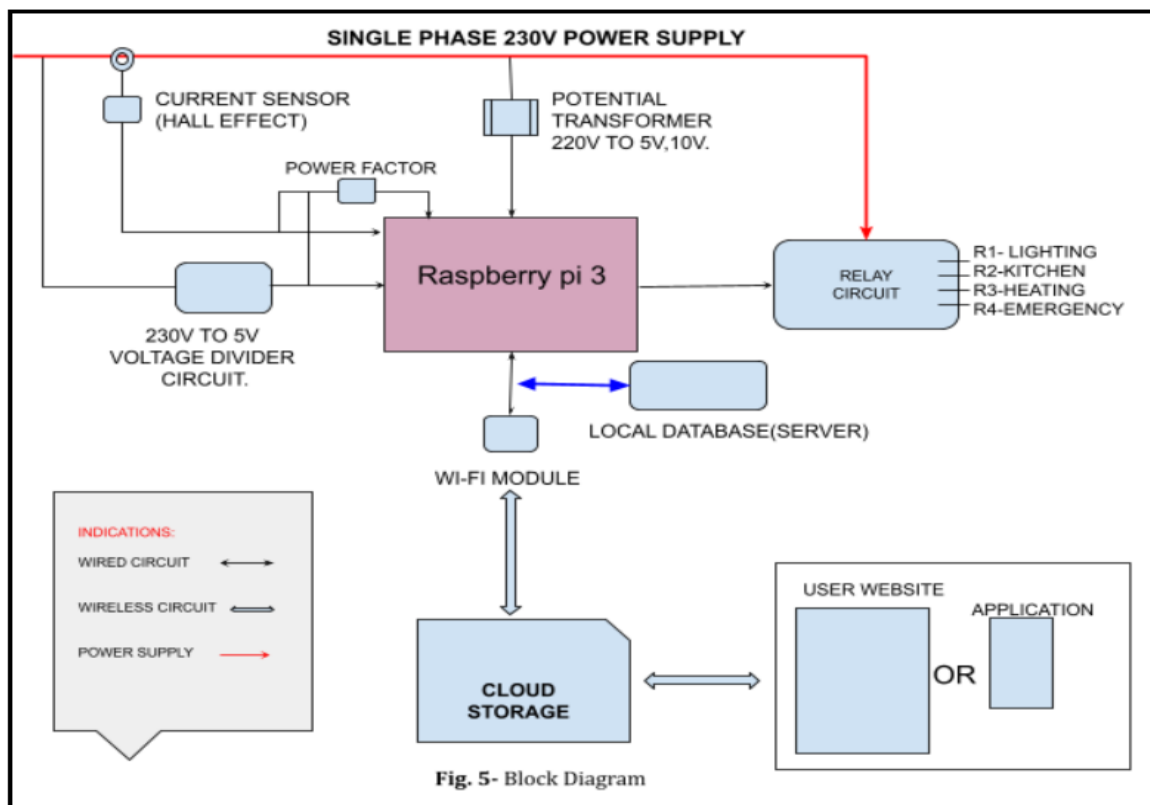 SINGLE PHASE 230V POWER SUPPLY
CURRENT SENSOR
(HALL EFFECT)
POTENTIAL
TRANSFORMER
220V TO 5V,10V.
POWER FACTOR
Raspberry pi 3
RELAY
CIRCUIT
R1- LIGHTING
R2-KITCHEN
R3-HEATING
R4-EMERGENCY
230V TO 5V
VOLTAGE DIVIDER
CIRCUIT.
LOCAL DATABASE(SERVER)
WI-FI MODULE
INDICATIONS:
WIRED CIRCUIT
WIRELESS CIRCUIT
POWER SUPPLY
CLOUD
STORAGE
USER WEBSITE
APPLICATION
OR
Fig. 5- Block Diagram